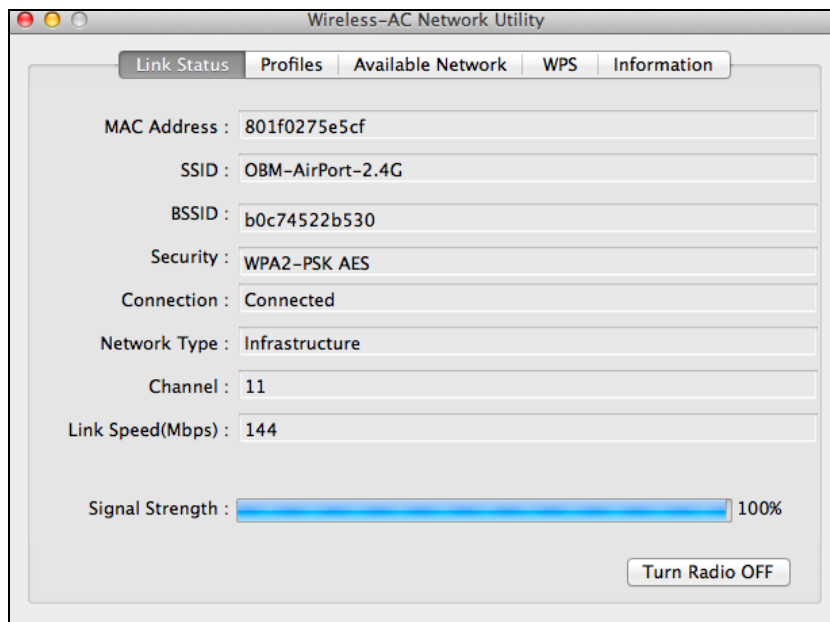 Wireless-AC Network Utility
Link Status Profiles Available Network WPS Information
MAC Address : 801f0275e5cf
SSID : OBM-AirPort-2.4G
BSSID : b0c74522b530
Security : WPA2-PSK AES
Connection : Connected
Network Type : Infrastructure
Channel : 11
Link Speed(Mbps) : 144
Signal Strength : 100%
Turn Radio OFF